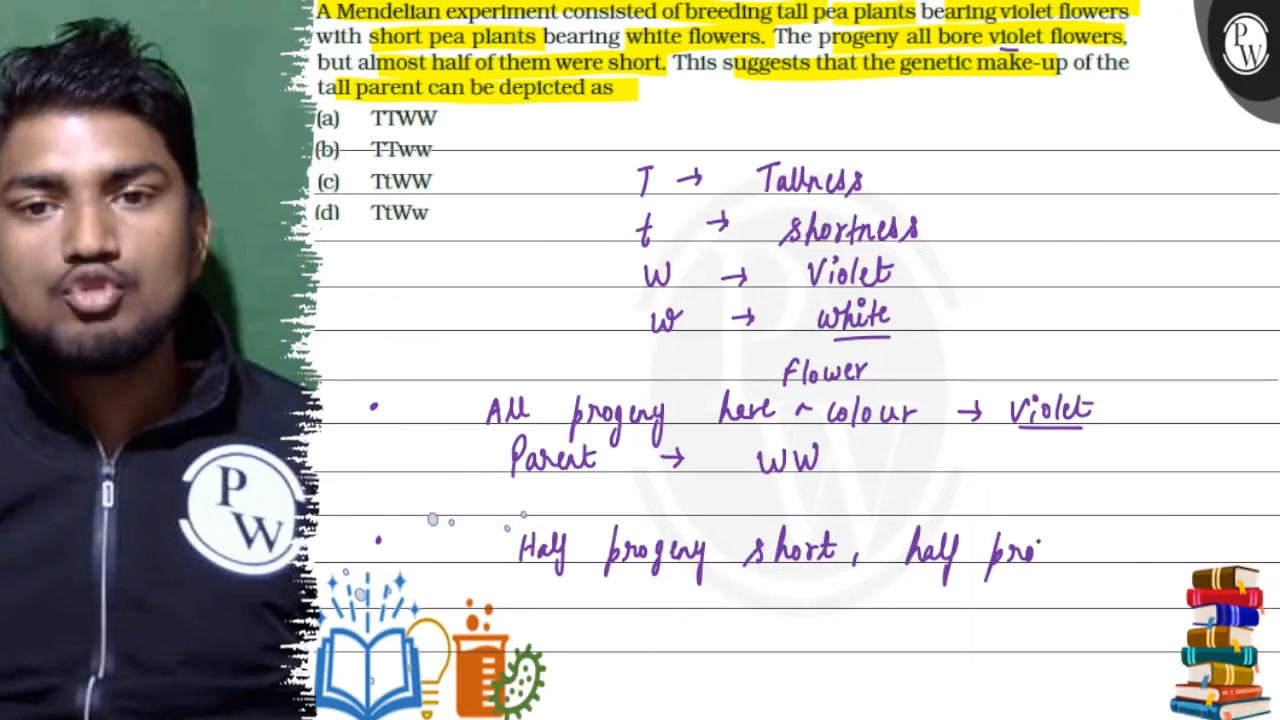 A Mendelian experiment consisted of breeding tall pea plants bearing violet flowers
with short pea plants bearing white flowers. The progeny all bore violet flowers,
but almost half of them were short. This suggests that the genetic make-up of the
tall parent can be depicted as
(a) TTWW
(b) TTww
(c) TtWW
(d) TtWw
T → Tallness
t → shortness
W → Violet
w → white
flower
• All progeny have ^ colour → violet
Parent → WW
• Half progeny short, half pro
P
W
P
W
P
W